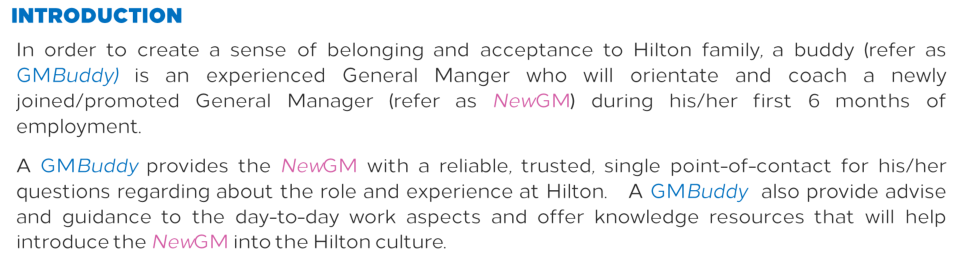 INTRODUCTION
In order to create a sense of belonging and acceptance to Hilton family, a buddy (refer as
GMBuddy) is an experienced General Manger who will orientate and coach a newly
joined/promoted General Manager (refer as NewGM) during his/her first 6 months of
employment.
A GMBuddy provides the NewGM with a reliable, trusted, single point-of-contact for his/her
questions regarding about the role and experience at Hilton. A GMBuddy also provide advise
and guidance to the day-to-day work aspects and offer knowledge resources that will help
introduce the NewGM into the Hilton culture.